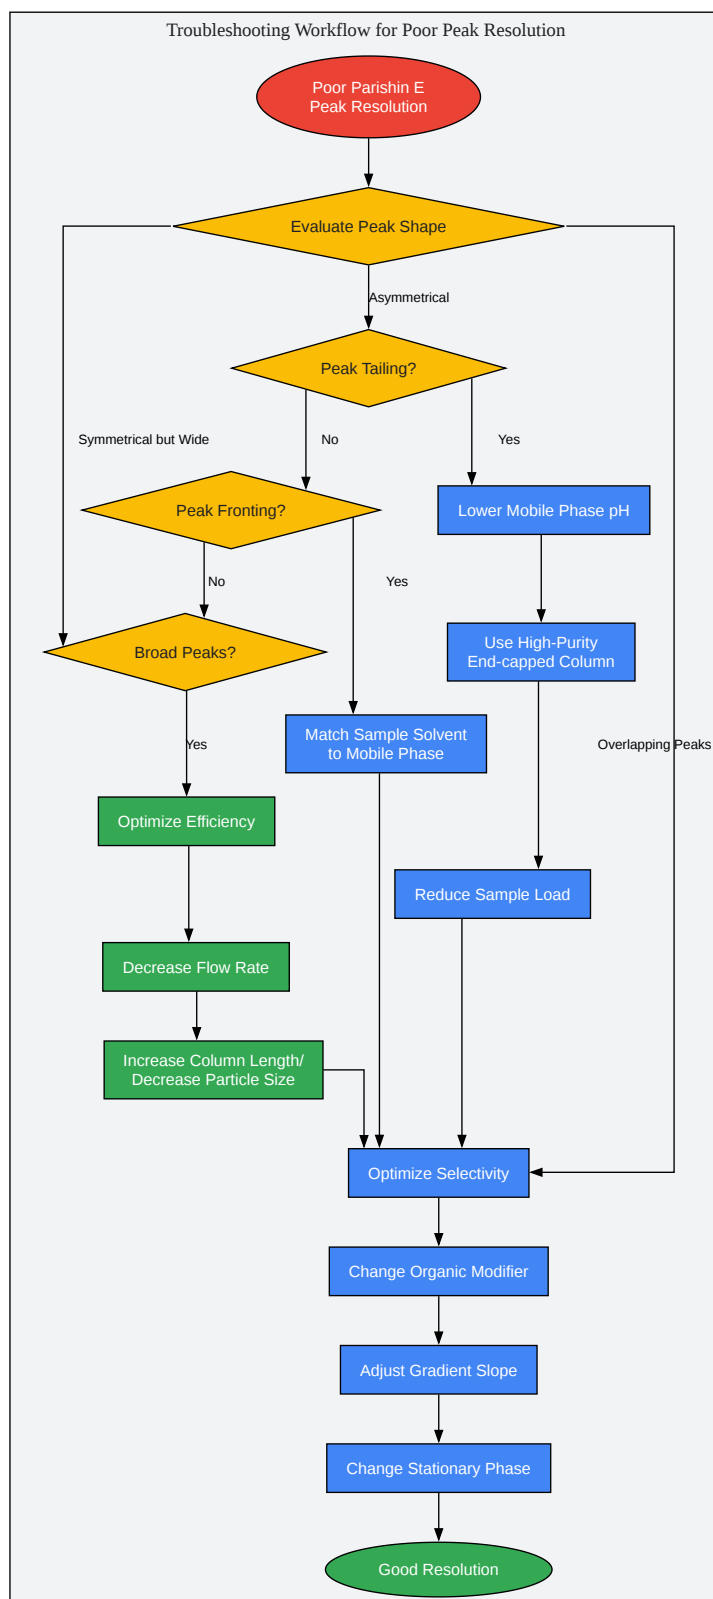 Troubleshooting Workflow for Poor Peak Resolution
Poor Parishin E
Peak Resolution
Evaluate Peak Shape
Asymmetrical
Peak Tailing?
Symmetrical but Wide
No
Yes
Peak Fronting?
Lower Mobile Phase pH
No
Yes
Broad Peaks?
Use High-Purity
End-capped Column
Match Sample Solvent
to Mobile Phase
Yes
Overlapping Peaks
Optimize Efficiency
Reduce Sample Load
Decrease Flow Rate
Increase Column Length/
Decrease Particle Size
Optimize Selectivity
Change Organic Modifier
Adjust Gradient Slope
Change Stationary Phase
Good Resolution